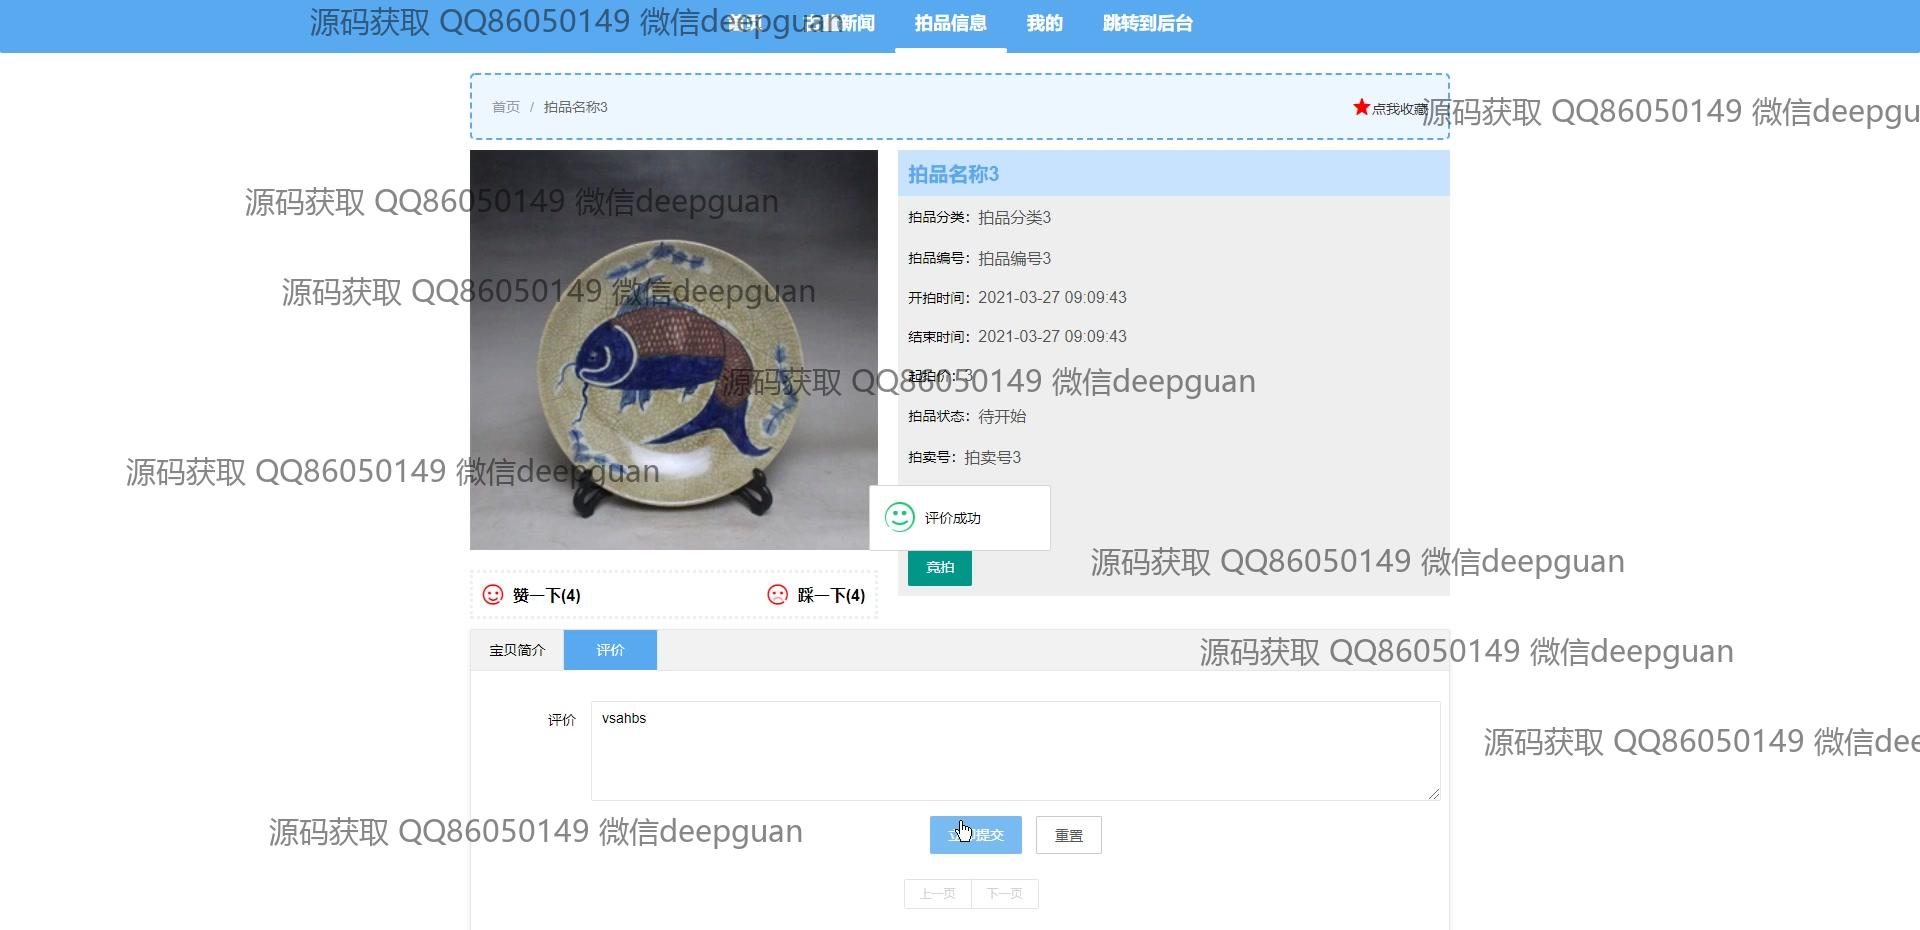 源码获取 QQ86050149 微信deepguan
拍品信息
我的
跳转到后台
首页 / 拍品名称3
点我收藏
源码获取 QQ86050149 微信deepgu
拍品名称3
源码获取 QQ86050149 微信deepguan
拍品分类：拍品分类3
拍品编号：拍品编号3
源码获取 QQ86050149 微信deepguan
开拍时间：2021-03-27 09:09:43
结束时间：2021-03-27 09:09:43
起拍价：3
源码获取 QQ86050149 微信deepguan
拍品状态：待开始
拍卖号：拍卖号3
源码获取 QQ86050149 微信deepguan
评价成功
竞拍
源码获取 QQ86050149 微信deepguan
赞一下(4)
踩一下(4)
宝贝简介
评价
源码获取 QQ86050149 微信deepguan
评价
vsahbs
源码获取 QQ86050149 微信dee
源码获取 QQ86050149 微信deepguan
立即提交
重置
上一页
下一页